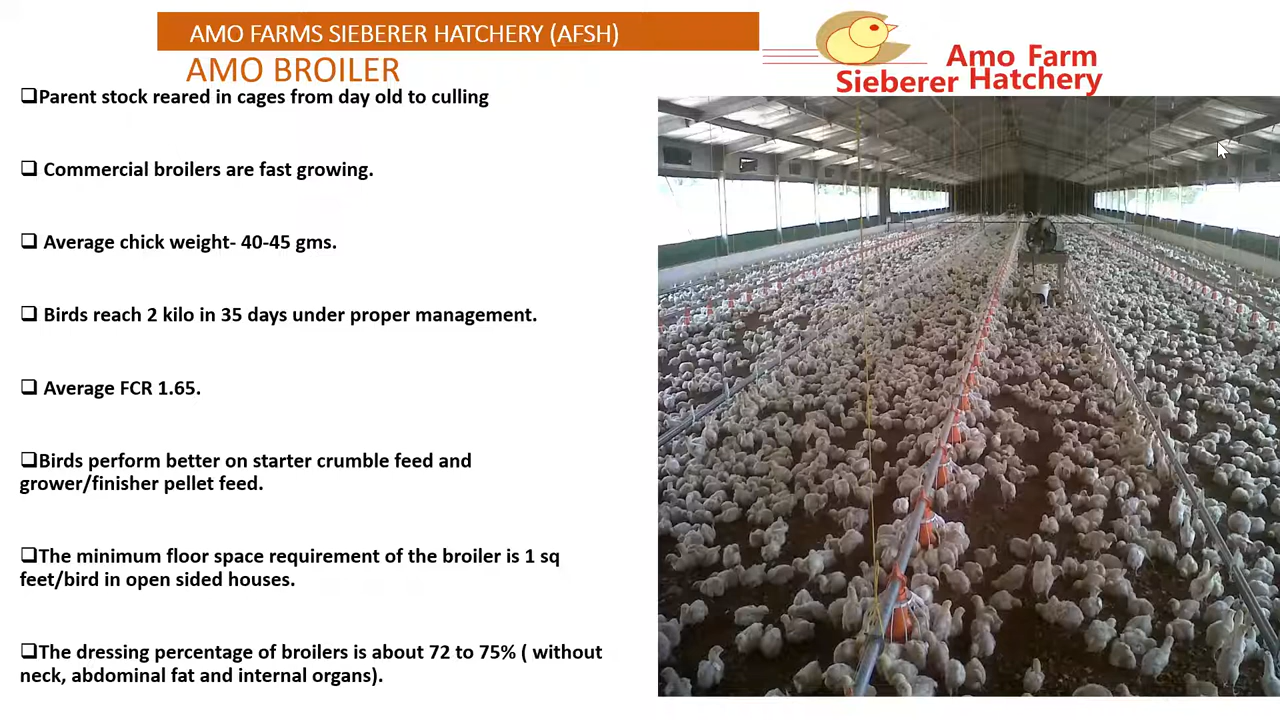 AMO FARMS SIEBERER HATCHERY (AFSH)
Amo Farm
Sieberer Hatchery
AMO BROILER
❑Parent stock reared in cages from day old to culling
❑ Commercial broilers are fast growing.
❑ Average chick weight- 40-45 gms.
❑ Birds reach 2 kilo in 35 days under proper management.
❑ Average FCR 1.65.
❑Birds perform better on starter crumble feed and
grower/finisher pellet feed.
❑The minimum floor space requirement of the broiler is 1 sq
feet/bird in open sided houses.
❑The dressing percentage of broilers is about 72 to 75% ( without
neck, abdominal fat and internal organs).